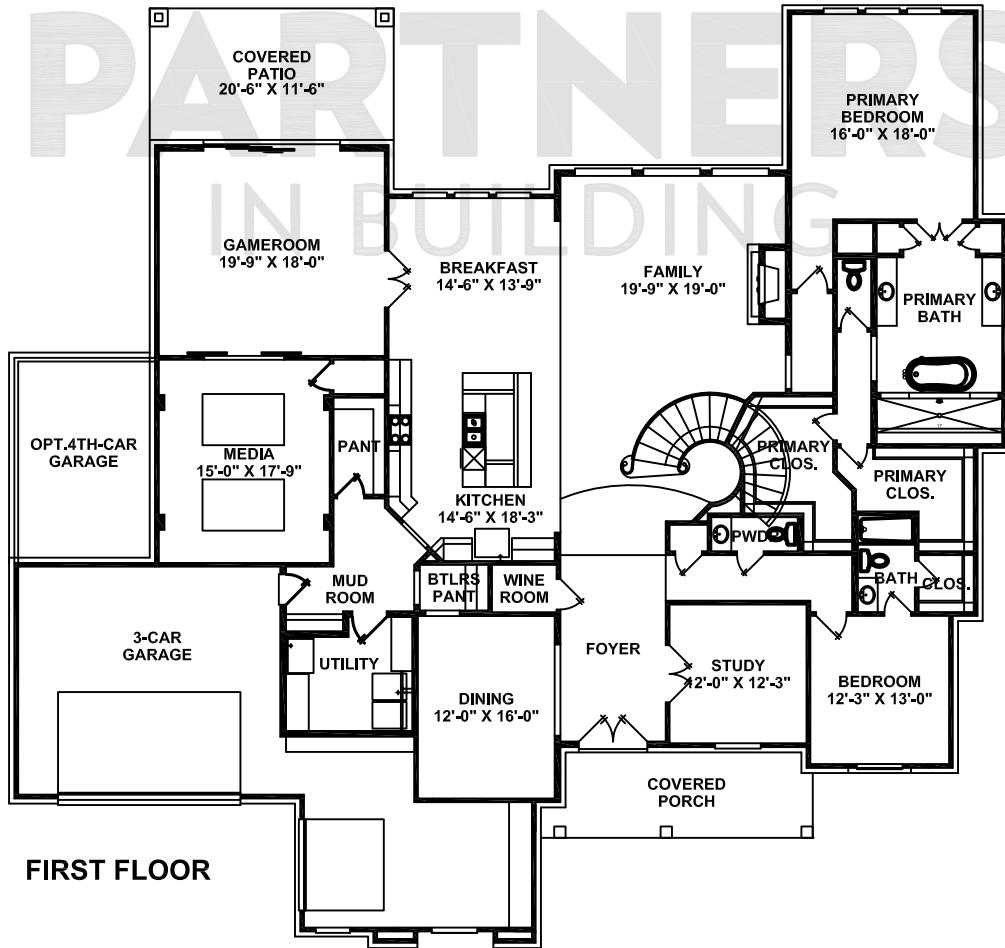 PARTNERS
IN BUILDING
COVERED
PATIO
20'-6" X 11'-6"
PRIMARY
BEDROOM
16'-0" X 18'-0"
GAMEROOM
19'-9" X 18'-0"
BREAKFAST
14'-6" X 13'-9"
FAMILY
19'-9" X 19'-0"
PRIMARY
BATH
OPT.4TH-CAR
GARAGE
MEDIA
15'-0" X 17'-9"
PANT
KITCHEN
14'-6" X 18'-3"
PRIMARY
CLOS.
PRIMARY
CLOS.
PWD
MUD
ROOM
BTLRS
PANT
WINE
ROOM
BATH
CLOS.
3-CAR
GARAGE
UTILITY
DINING
12'-0" X 16'-0"
FOYER
STUDY
12'-0" X 12'-3"
BEDROOM
12'-3" X 13'-0"
COVERED
PORCH
FIRST FLOOR